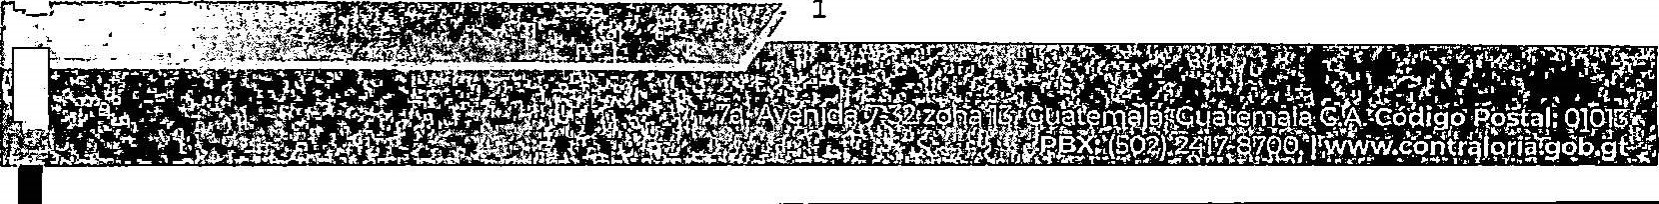 1
7a. Avenida 7-32 zona 13, Guatemala, Guatemala C.A. Código Postal: 01013
PBX: (502) 2417-8700 | www.contraloria.gob.gt